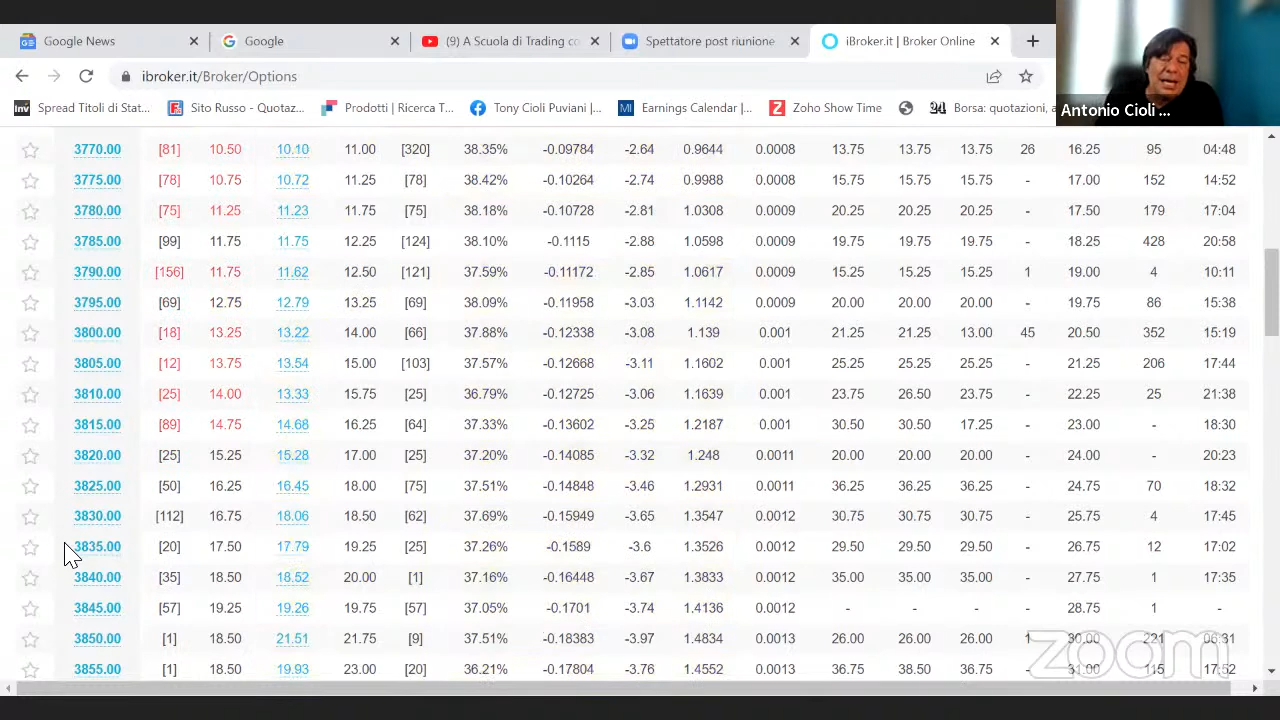 Google News
Google
(9) A Scuola di Trading co
Spettatore post riunione
iBroker.it | Broker Online
ibroker.it/Broker/Options
Inv Spread Titoli di Stat...
Sito Russo - Quotaz...
Prodotti | Ricerca T...
Tony Cioli Puviani |...
MI Earnings Calendar |...
Z Zoho Show Time
24 Borsa: quotazioni, a
Antonio Cioli ...
3770.00 [81] 10.50 10.10 11.00 [320] 38.35% -0.09784 -2.64 0.9644 0.0008 13.75 13.75 13.75 26 16.25 95 04:48
3775.00 [78] 10.75 10.72 11.25 [78] 38.42% -0.10264 -2.74 0.9988 0.0008 15.75 15.75 15.75 - 17.00 152 14:52
3780.00 [75] 11.25 11.23 11.75 [75] 38.18% -0.10728 -2.81 1.0308 0.0009 20.25 20.25 20.25 - 17.50 179 17:04
3785.00 [99] 11.75 11.75 12.25 [124] 38.10% -0.1115 -2.88 1.0598 0.0009 19.75 19.75 19.75 - 18.25 428 20:58
3790.00 [156] 11.75 11.62 12.50 [121] 37.59% -0.11172 -2.85 1.0617 0.0009 15.25 15.25 15.25 1 19.00 4 10:11
3795.00 [69] 12.75 12.79 13.25 [69] 38.09% -0.11958 -3.03 1.1142 0.0009 20.00 20.00 20.00 - 19.75 86 15:38
3800.00 [18] 13.25 13.22 14.00 [66] 37.88% -0.12338 -3.08 1.139 0.001 21.25 21.25 13.00 45 20.50 352 15:19
3805.00 [12] 13.75 13.54 15.00 [103] 37.57% -0.12668 -3.11 1.1602 0.001 25.25 25.25 25.25 - 21.25 206 17:44
3810.00 [25] 14.00 13.33 15.75 [25] 36.79% -0.12725 -3.06 1.1639 0.001 23.75 26.50 23.75 - 22.25 25 21:38
3815.00 [89] 14.75 14.68 16.25 [64] 37.33% -0.13602 -3.25 1.2187 0.001 30.50 30.50 17.25 - 23.00 - 18:30
3820.00 [25] 15.25 15.28 17.00 [25] 37.20% -0.14085 -3.32 1.248 0.0011 20.00 20.00 20.00 - 24.00 - 20:23
3825.00 [50] 16.25 16.45 18.00 [75] 37.51% -0.14848 -3.46 1.2931 0.0011 36.25 36.25 36.25 - 24.75 70 18:32
3830.00 [112] 16.75 18.06 18.50 [62] 37.69% -0.15949 -3.65 1.3547 0.0012 30.75 30.75 30.75 - 25.75 4 17:45
3835.00 [20] 17.50 17.79 19.25 [25] 37.26% -0.1589 -3.6 1.3526 0.0012 29.50 29.50 29.50 - 26.75 12 17:02
3840.00 [35] 18.50 18.52 20.00 [1] 37.16% -0.16448 -3.67 1.3833 0.0012 35.00 35.00 35.00 - 27.75 1 17:35
3845.00 [57] 19.25 19.26 19.75 [57] 37.05% -0.1701 -3.74 1.4136 0.0012 - - - - 28.75 1 -
3850.00 [1] 18.50 21.51 21.75 [9] 37.51% -0.18383 -3.97 1.4834 0.0013 26.00 26.00 26.00 1 30.00 221 06:31
3855.00 [1] 18.50 19.93 23.00 [20] 36.21% -0.17804 -3.76 1.4552 0.0013 36.75 38.50 36.75 - 31.00 115 17:52
zoom